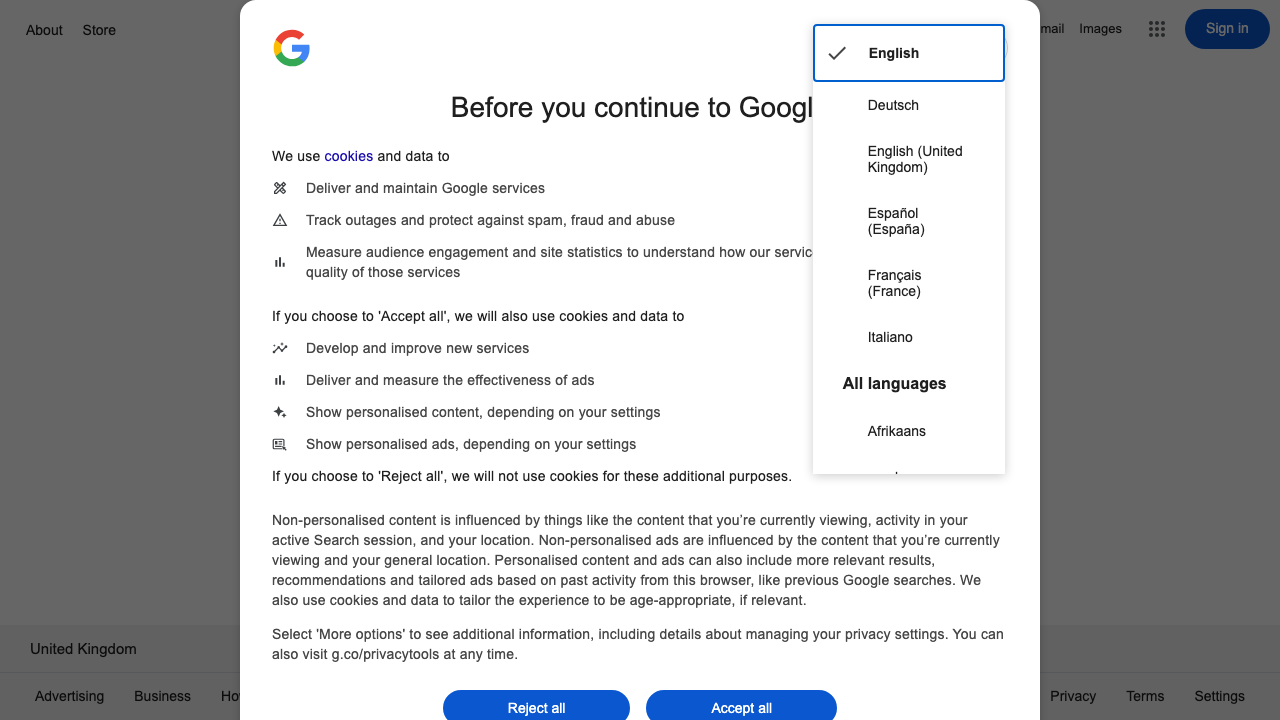 About
Store
Images
Sign in
English
Before you continue to
Deutsch
We use cookies and data to
English (United
Kingdom)
Deliver and maintain Google services
Track outages and protect against spam, fraud and abuse
Español
(España)
Measure audience engagement and site statistics to understand how our
quality of those services
Français
(France)
If you choose to 'Accept all', we will also use cookies and data to
Italiano
Develop and improve new services
Deliver and measure the effectiveness of ads
All languages
Show personalised content, depending on your settings
Afrikaans
Show personalised ads, depending on your settings
If you choose to 'Reject all', we will not use cookies for these additional purposes.
Non-personalised content is influenced by things like the content that you’re currently viewing, activity in your
active Search session, and your location. Non-personalised ads are influenced by the content that you’re currently
viewing and your general location. Personalised content and ads can also include more relevant results,
recommendations and tailored ads based on past activity from this browser, like previous Google searches. We
also use cookies and data to tailor the experience to be age-appropriate, if relevant.
Select 'More options' to see additional information, including details about managing your privacy settings. You can
also visit g.co/privacytools at any time.
United Kingdom
Advertising
Business
Reject all
Accept all
Privacy
Terms
Settings